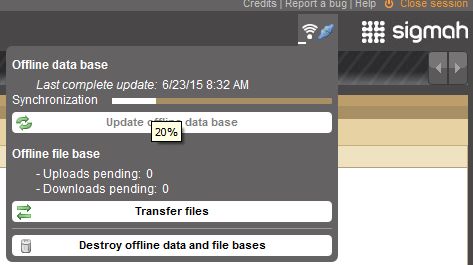 Credits | Report a bug | Help Close session
sigmah
Offline data base
Last complete update: 6/23/15 8:32 AM
Synchronization
Update offline data base
20%
Offline file base
- Uploads pending: 0
- Downloads pending: 0
Transfer files
Destroy offline data and file bases